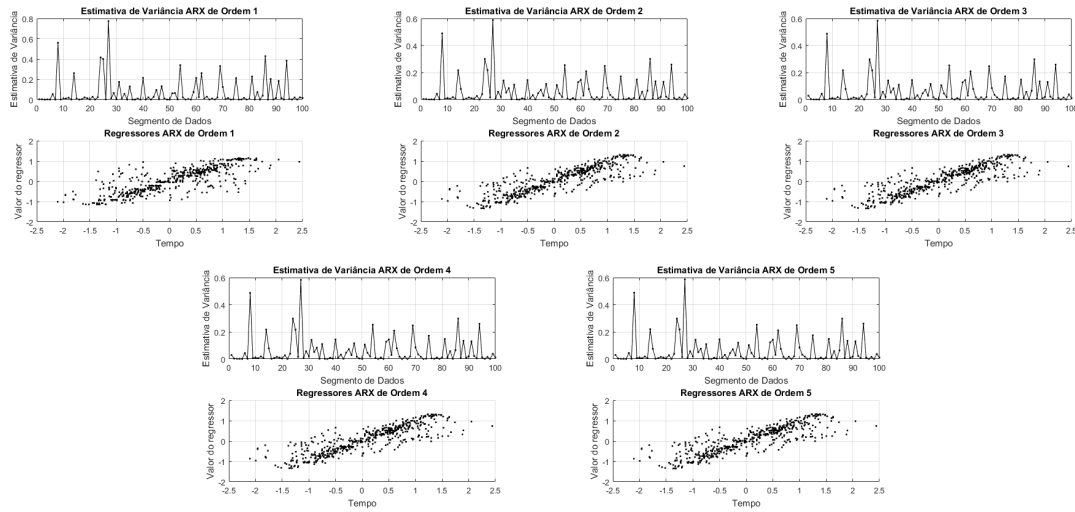 Estimativa de Variância ARX de Ordem 1
Estimativa de Variância
0.8
0.6
0.4
0.2
0
0 10 20 30 40 50 60 70 80 90 100
Segmento de Dados
Regressores ARX de Ordem 1
Valor do regressor
2
1
0
-1
-2
-2.5 -2 -1.5 -1 -0.5 0 0.5 1 1.5 2 2.5
Tempo
Estimativa de Variância ARX de Ordem 2
Estimativa de Variância
0.6
0.4
0.2
0
0 10 20 30 40 50 60 70 80 90 100
Segmento de Dados
Regressores ARX de Ordem 2
Valor do regressor
2
1
0
-1
-2
-2.5 -2 -1.5 -1 -0.5 0 0.5 1 1.5 2 2.5
Tempo
Estimativa de Variância ARX de Ordem 3
Estimativa de Variância
0.6
0.4
0.2
0
0 10 20 30 40 50 60 70 80 90 100
Segmento de Dados
Regressores ARX de Ordem 3
Valor do regressor
2
1
0
-1
-2
-2.5 -2 -1.5 -1 -0.5 0 0.5 1 1.5 2 2.5
Tempo
Estimativa de Variância ARX de Ordem 4
Estimativa de Variância
0.6
0.4
0.2
0
0 10 20 30 40 50 60 70 80 90 100
Segmento de Dados
Regressores ARX de Ordem 4
Valor do regressor
2
1
0
-1
-2
-2.5 -2 -1.5 -1 -0.5 0 0.5 1 1.5 2 2.5
Tempo
Estimativa de Variância ARX de Ordem 5
Estimativa de Variância
0.6
0.4
0.2
0
0 10 20 30 40 50 60 70 80 90 100
Segmento de Dados
Regressores ARX de Ordem 5
Valor do regressor
2
1
0
-1
-2
-2.5 -2 -1.5 -1 -0.5 0 0.5 1 1.5 2 2.5
Tempo